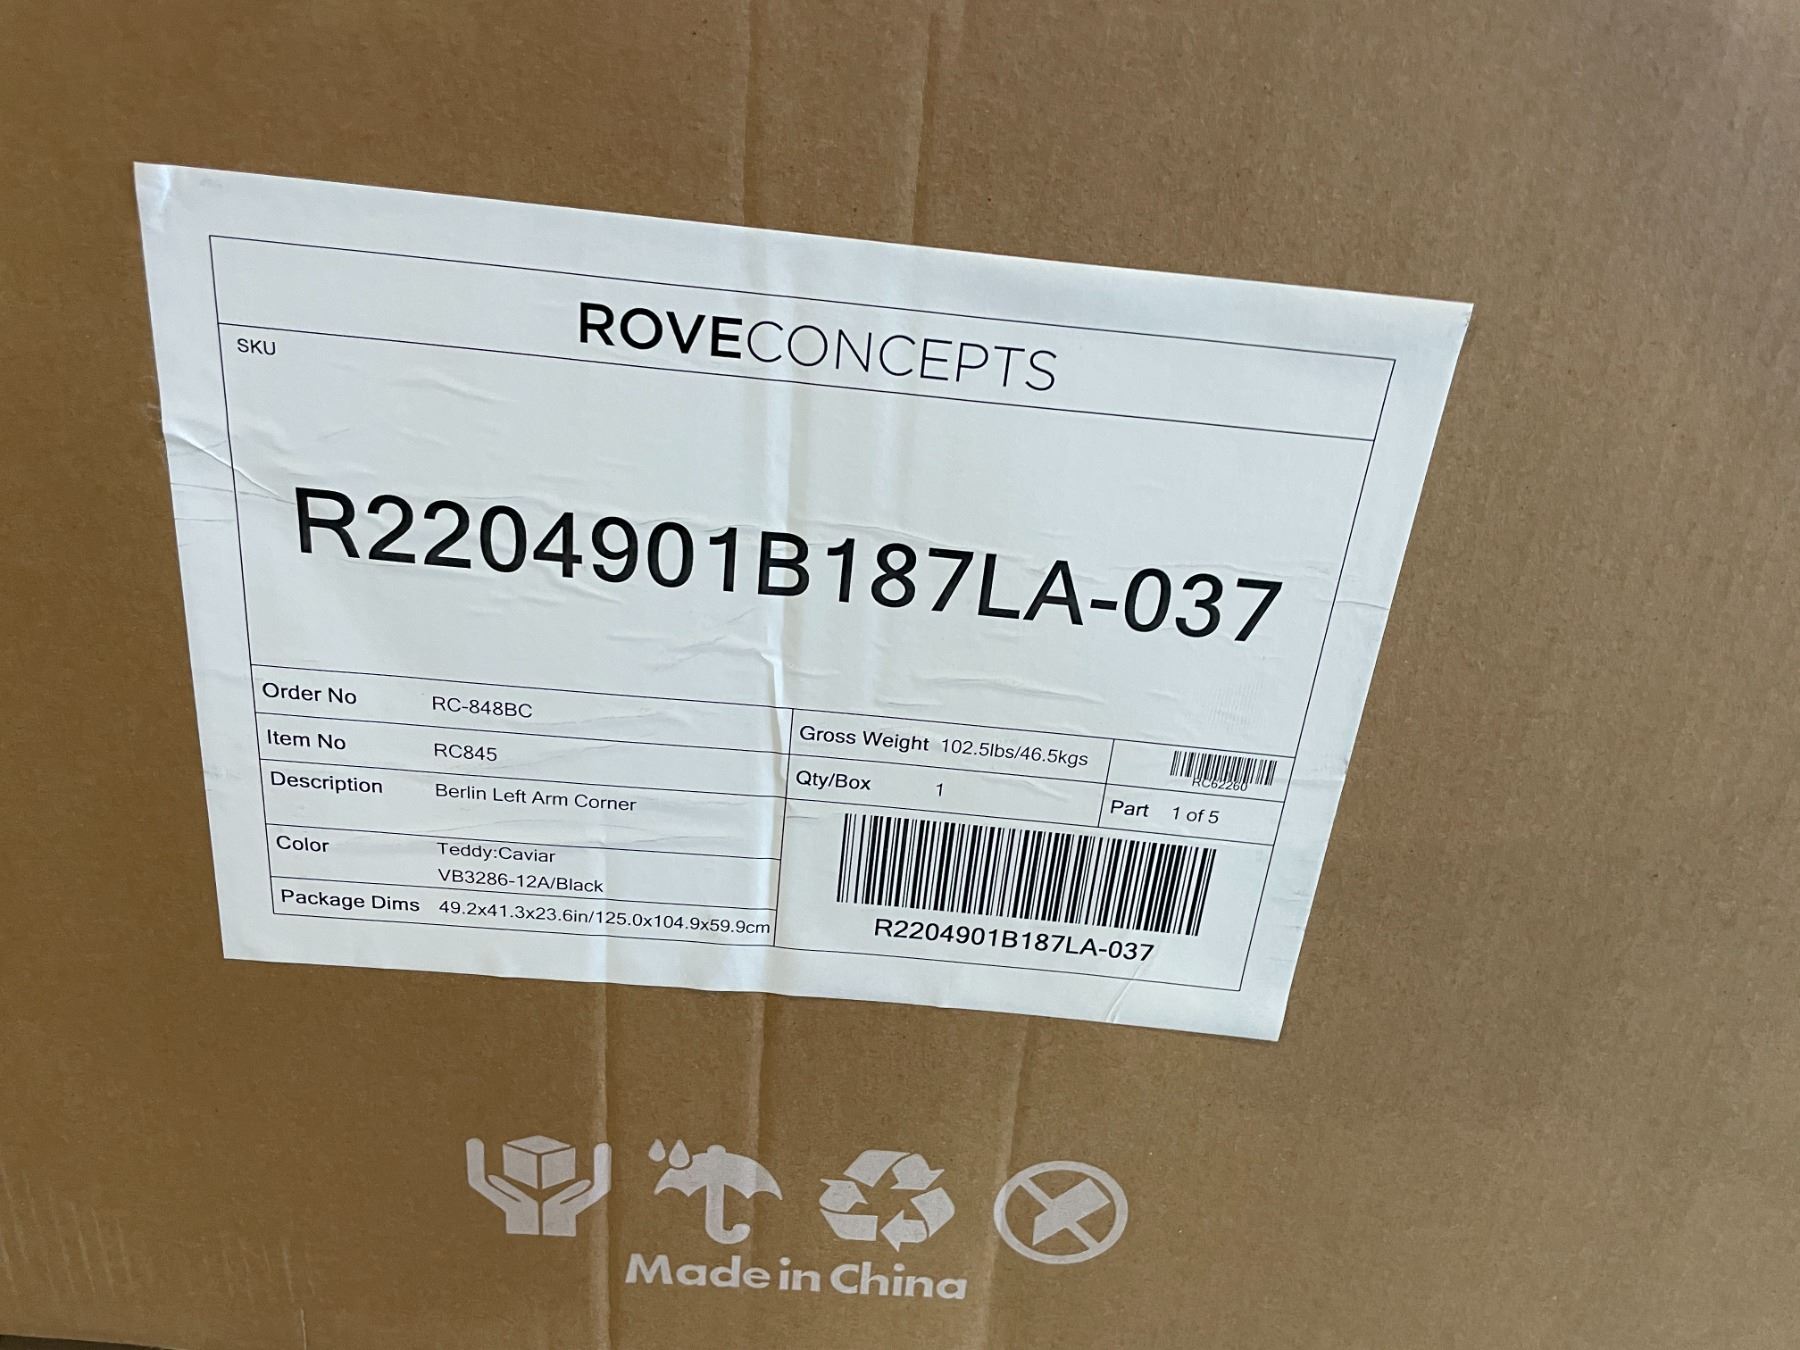 ROVECONCEPTS
SKU
R2204901B187LA-037
Order No RC-848BC
Item No RC845
Description Berlin Left Arm Corner
Color Teddy:Caviar
VB3286-12A/Black
Package Dims 49.2x41.3x23.6in/125.0x104.9x59.9cm
Gross Weight 102.5lbs/46.5kgs
RC62260
Qty/Box 1
Part 1 of 5
R2204901B187LA-037
Made in China